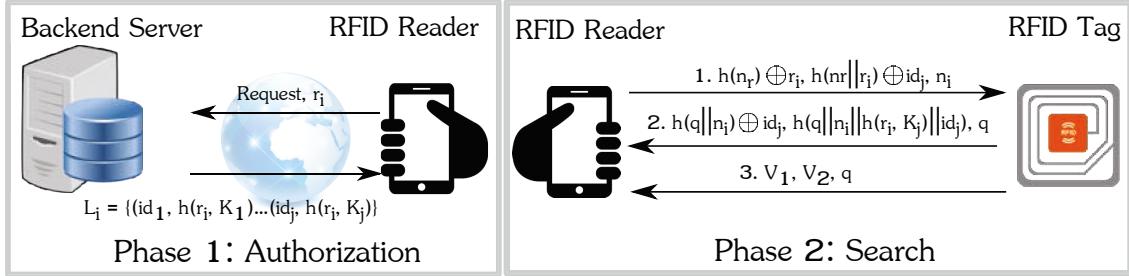 Backend Server
RFID Reader
Request, r_i
L_i = {(id_1, h(r_i, K_1)...(id_j, h(r_i, K_j)}
Phase 1: Authorization
RFID Reader
RFID Tag
1. h(n_r)⊕r_i, h(nr||r_i)⊕id_j, n_i
2. h(q||n_i)⊕id_j, h(q||n_i||h(r_i, K_j)||id_j), q
3. V_1, V_2, q
RFID
Phase 2: Search